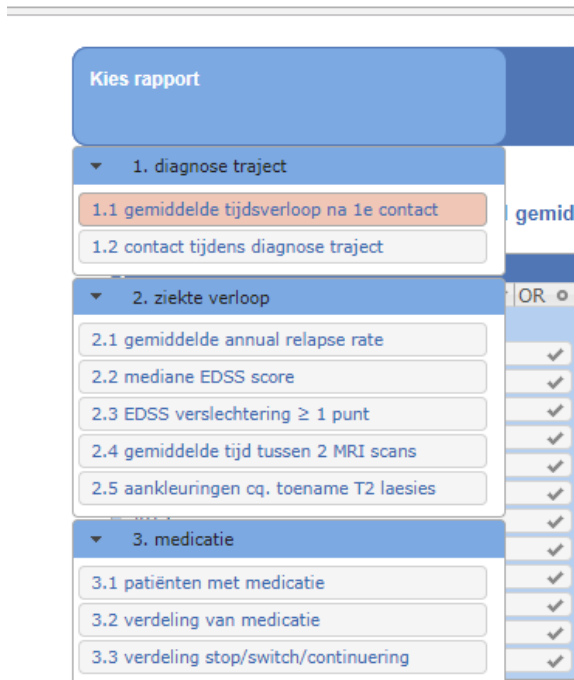 Kies rapport
1. diagnose traject
1.1 gemiddelde tijdsverloop na 1e contact
gemid
1.2 contact tijdens diagnose traject
2. ziekte verloop
OR
2.1 gemiddelde annual relapse rate
2.2 mediane EDSS score
2.3 EDSS verslechtering ≥ 1 punt
2.4 gemiddelde tijd tussen 2 MRI scans
2.5 aankleuringen cq. toename T2 laesies
3. medicatie
3.1 patiënten met medicatie
3.2 verdeling van medicatie
3.3 verdeling stop/switch/continuering